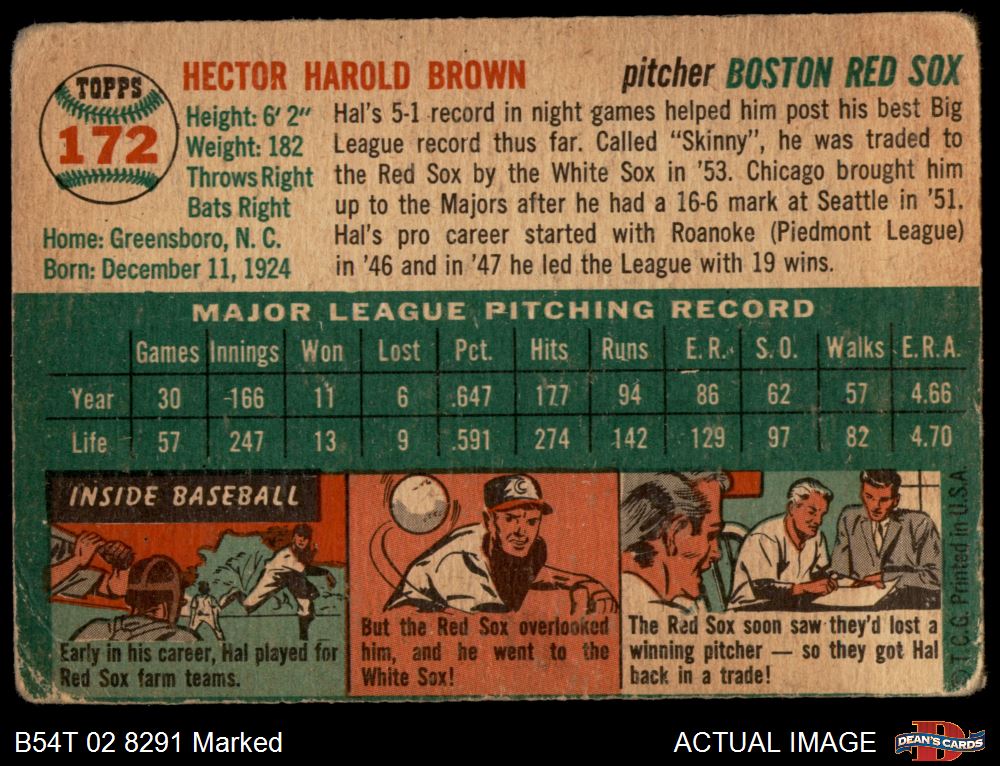 TOPPS
172
HECTOR HAROLD BROWN
pitcher BOSTON RED SOX
Height: 6' 2"
Weight: 182
Throws Right
Bats Right
Home: Greensboro, N. C.
Born: December 11, 1924
Hal's 5-1 record in night games helped him post his best Big
League record thus far. Called "Skinny", he was traded to
the Red Sox by the White Sox in '53. Chicago brought him
up to the Majors after he had a 16-6 mark at Seattle in '51.
Hal's pro career started with Roanoke (Piedmont League)
in '46 and in '47 he led the League with 19 wins.
MAJOR LEAGUE PITCHING RECORD
Games Innings Won Lost Pct. Hits Runs E. R. S. O. Walks E.R.A.
Year 30 166 11 6 .647 177 94 86 62 57 4.66
Life 57 247 13 9 .591 274 142 129 97 82 4.70
INSIDE BASEBALL
Early in his career, Hal played for
Red Sox farm teams.
C
But the Red Sox overlooked
him, and he went to the
White Sox!
The Red Sox soon saw they'd lost a
winning pitcher — so they got Hal
back in a trade!
© T.C.G. Printed in U.S.A.
B54T 02 8291 Marked
ACTUAL IMAGE
D
DEAN'S CARDS